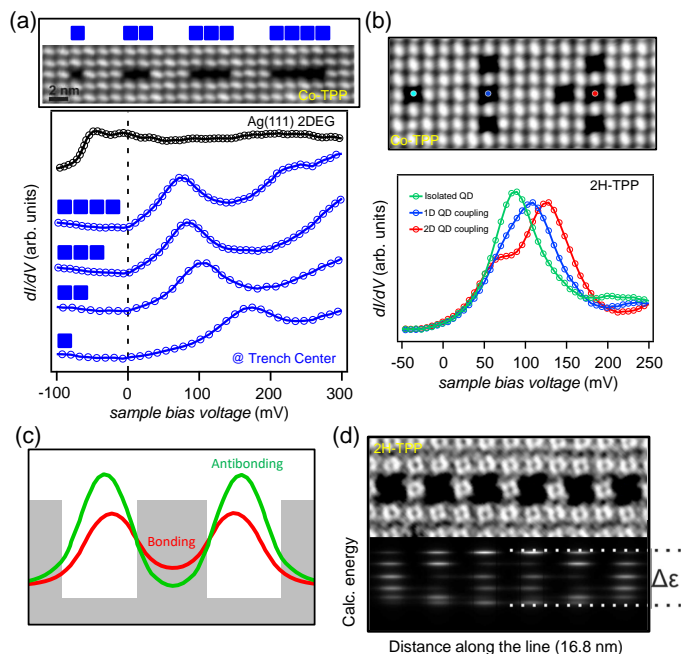 (a)
2 nm
Co-TPP
Ag(111) 2DEG
@ Trench Center
dI/dV (arb. units)
-100
0
100
200
300
sample bias voltage (mV)
(b)
Co-TPP
2H-TPP
Isolated QD
1D QD coupling
2D QD coupling
dI/dV (arb. units)
-50
0
50
100
150
200
250
sample bias voltage (mV)
(c)
Antibonding
Bonding
(d)
2H-TPP
Calc. energy
Δε
Distance along the line (16.8 nm)